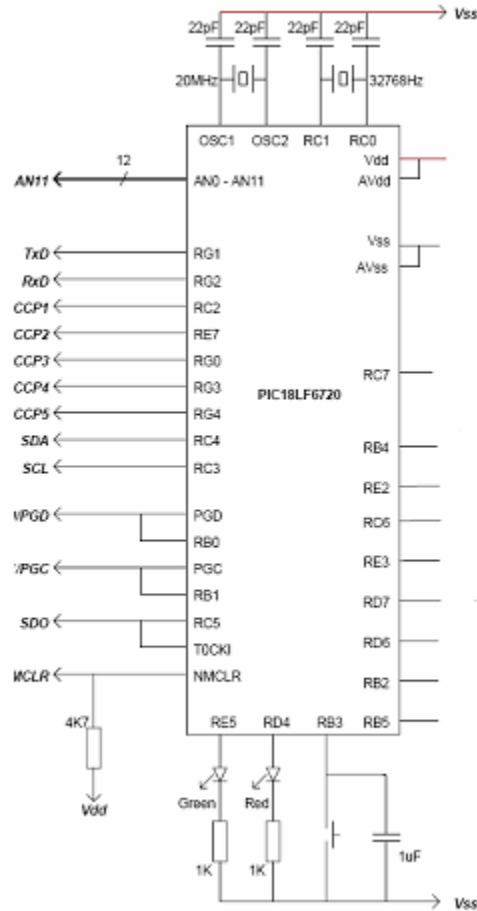 Vss
22pF 22pF 22pF 22pF
20MHz 32768Hz
OSC1 OSC2 RC1 RC0
Vdd
12
AN11 AN0 - AN11 AVdd
Vss
TxD RG1
AVss
RxD RG2
CCP1 RC2
CCP2 RE7
CCP3 RG0
RC7
CCP4 RG3
PIC18LF6720
CCP5 RG4
SDA RC4
RB4
SCL RC3
RE2
/PGD PGD
RC6
RB0
RE3
/PGC PGC
RB1
RD7
SDO RC5
T0CKI
RD6
MCLR NMCLR
RB2
4K7
RE5 RD4 RB3 RB5
Vdd
Green Red
1K 1K 1uF
Vss